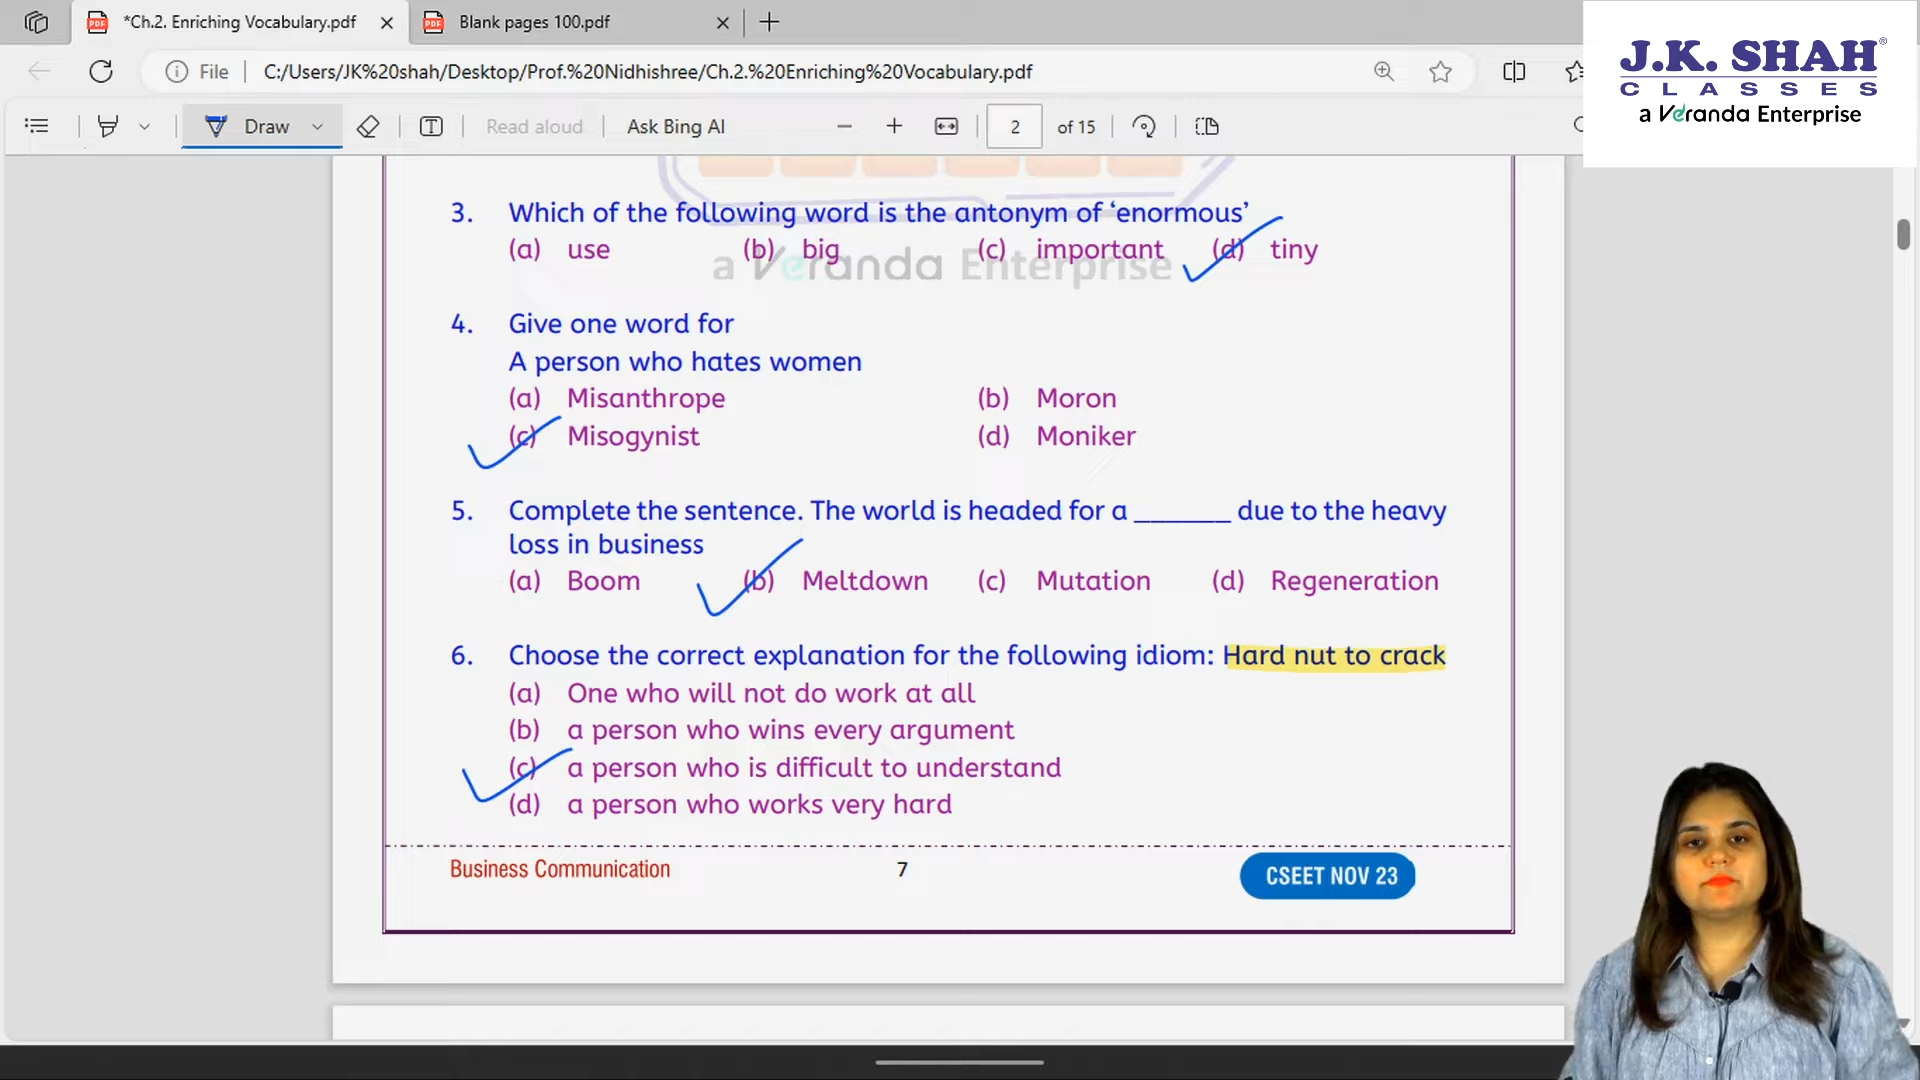 *Ch.2. Enriching Vocabulary.pdf
Blank pages 100.pdf
File
C:/Users/JK%20shah/Desktop/Prof.%20Nidhishree/Ch.2.%20Enriching%20Vocabulary.pdf
J.K. SHAH®
CLASSES
a Veranda Enterprise
Draw
Read aloud
Ask Bing AI
2 of 15
3. Which of the following word is the antonym of ‘enormous’
(a) use (b) big (c) important (d) tiny
a Veranda Enterprise
4. Give one word for
A person who hates women
(a) Misanthrope (b) Moron
(c) Misogynist (d) Moniker
5. Complete the sentence. The world is headed for a ______ due to the heavy
loss in business
(a) Boom (b) Meltdown (c) Mutation (d) Regeneration
6. Choose the correct explanation for the following idiom: Hard nut to crack
(a) One who will not do work at all
(b) a person who wins every argument
(c) a person who is difficult to understand
(d) a person who works very hard
Business Communication 7 CSEET NOV 23